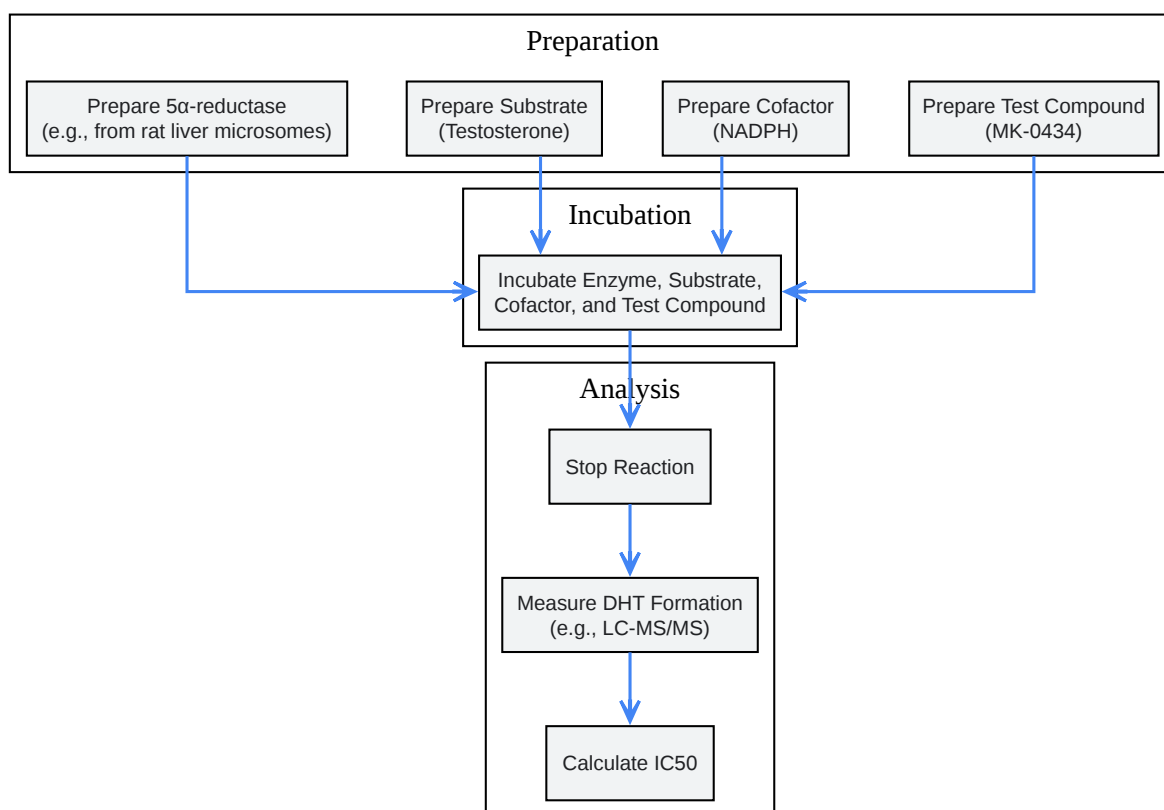 Preparation
Prepare 5α-reductase
(e.g., from rat liver microsomes)
Prepare Substrate
(Testosterone)
Prepare Cofactor
(NADPH)
Prepare Test Compound
(MK-0434)
Incubation
Incubate Enzyme, Substrate,
Cofactor, and Test Compound
Analysis
Stop Reaction
Measure DHT Formation
(e.g., LC-MS/MS)
Calculate IC50